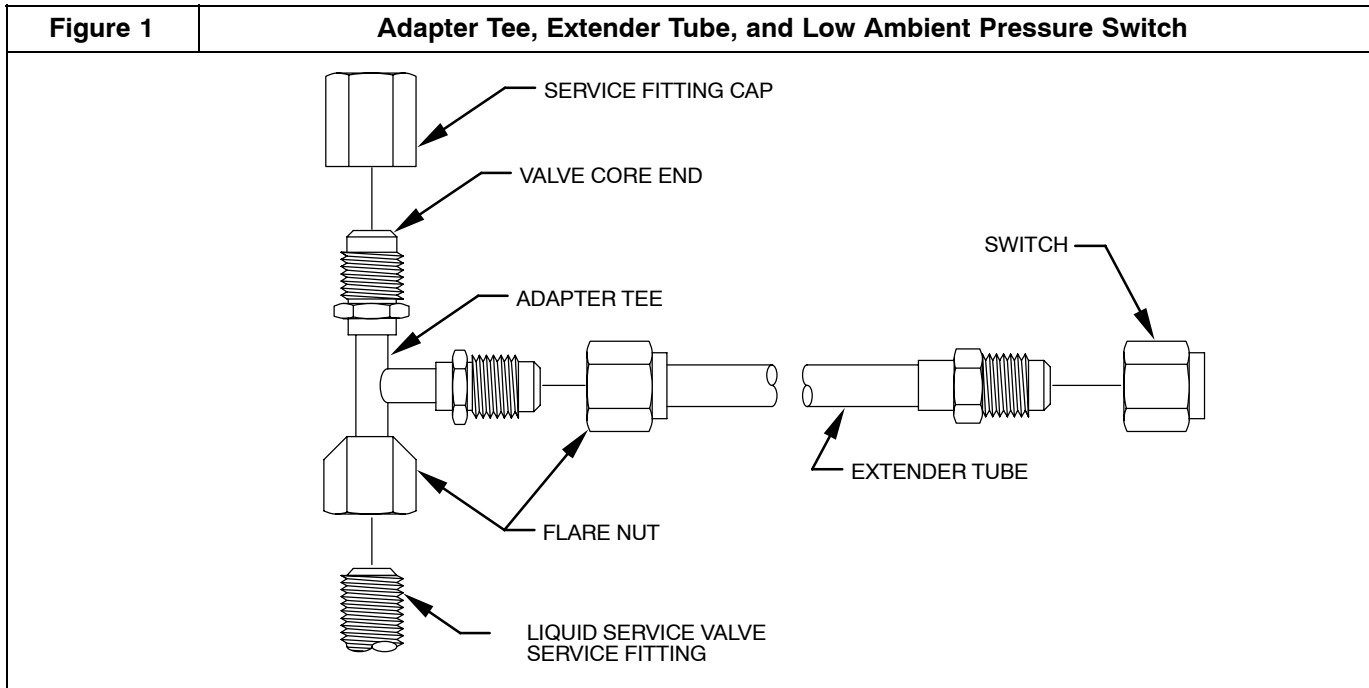 Figure 1
Adapter Tee, Extender Tube, and Low Ambient Pressure Switch
SERVICE FITTING CAP
VALVE CORE END
SWITCH
ADAPTER TEE
EXTENDER TUBE
FLARE NUT
LIQUID SERVICE VALVE
SERVICE FITTING